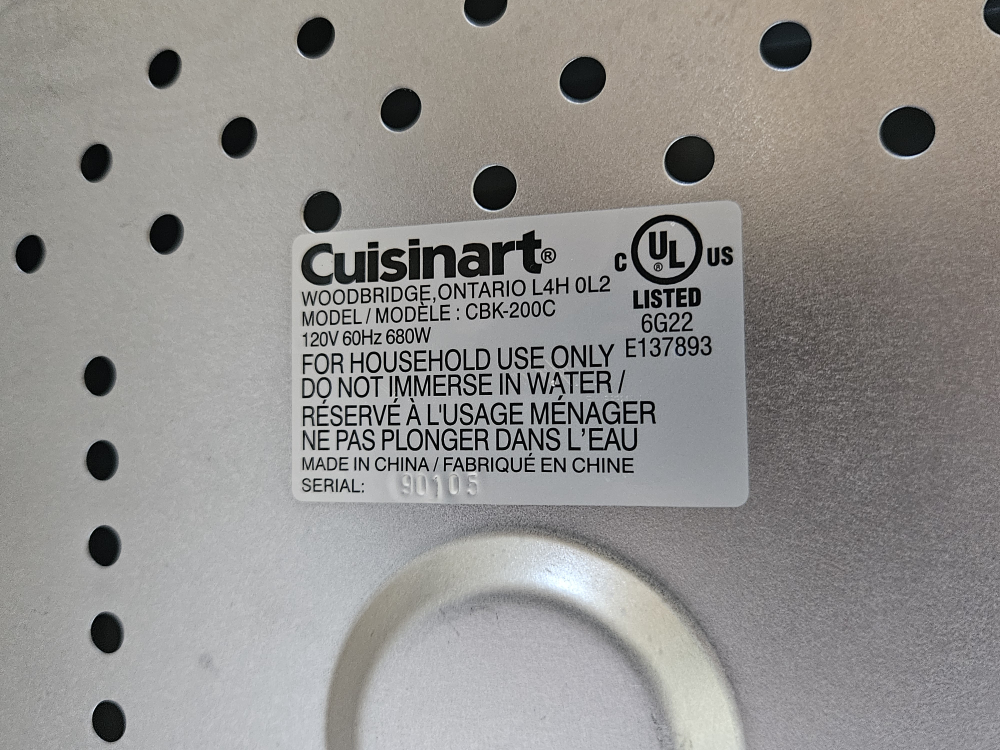 Cuisinart®
WOODBRIDGE, ONTARIO L4H 0L2
MODEL / MODÈLE : CBK-200C
120V 60Hz 680W
C UL® US
LISTED
6G22
E137893
FOR HOUSEHOLD USE ONLY
DO NOT IMMERSE IN WATER /
RÉSERVÉ À L'USAGE MÉNAGER
NE PAS PLONGER DANS L'EAU
MADE IN CHINA / FABRIQUÉ EN CHINE
SERIAL: 90105